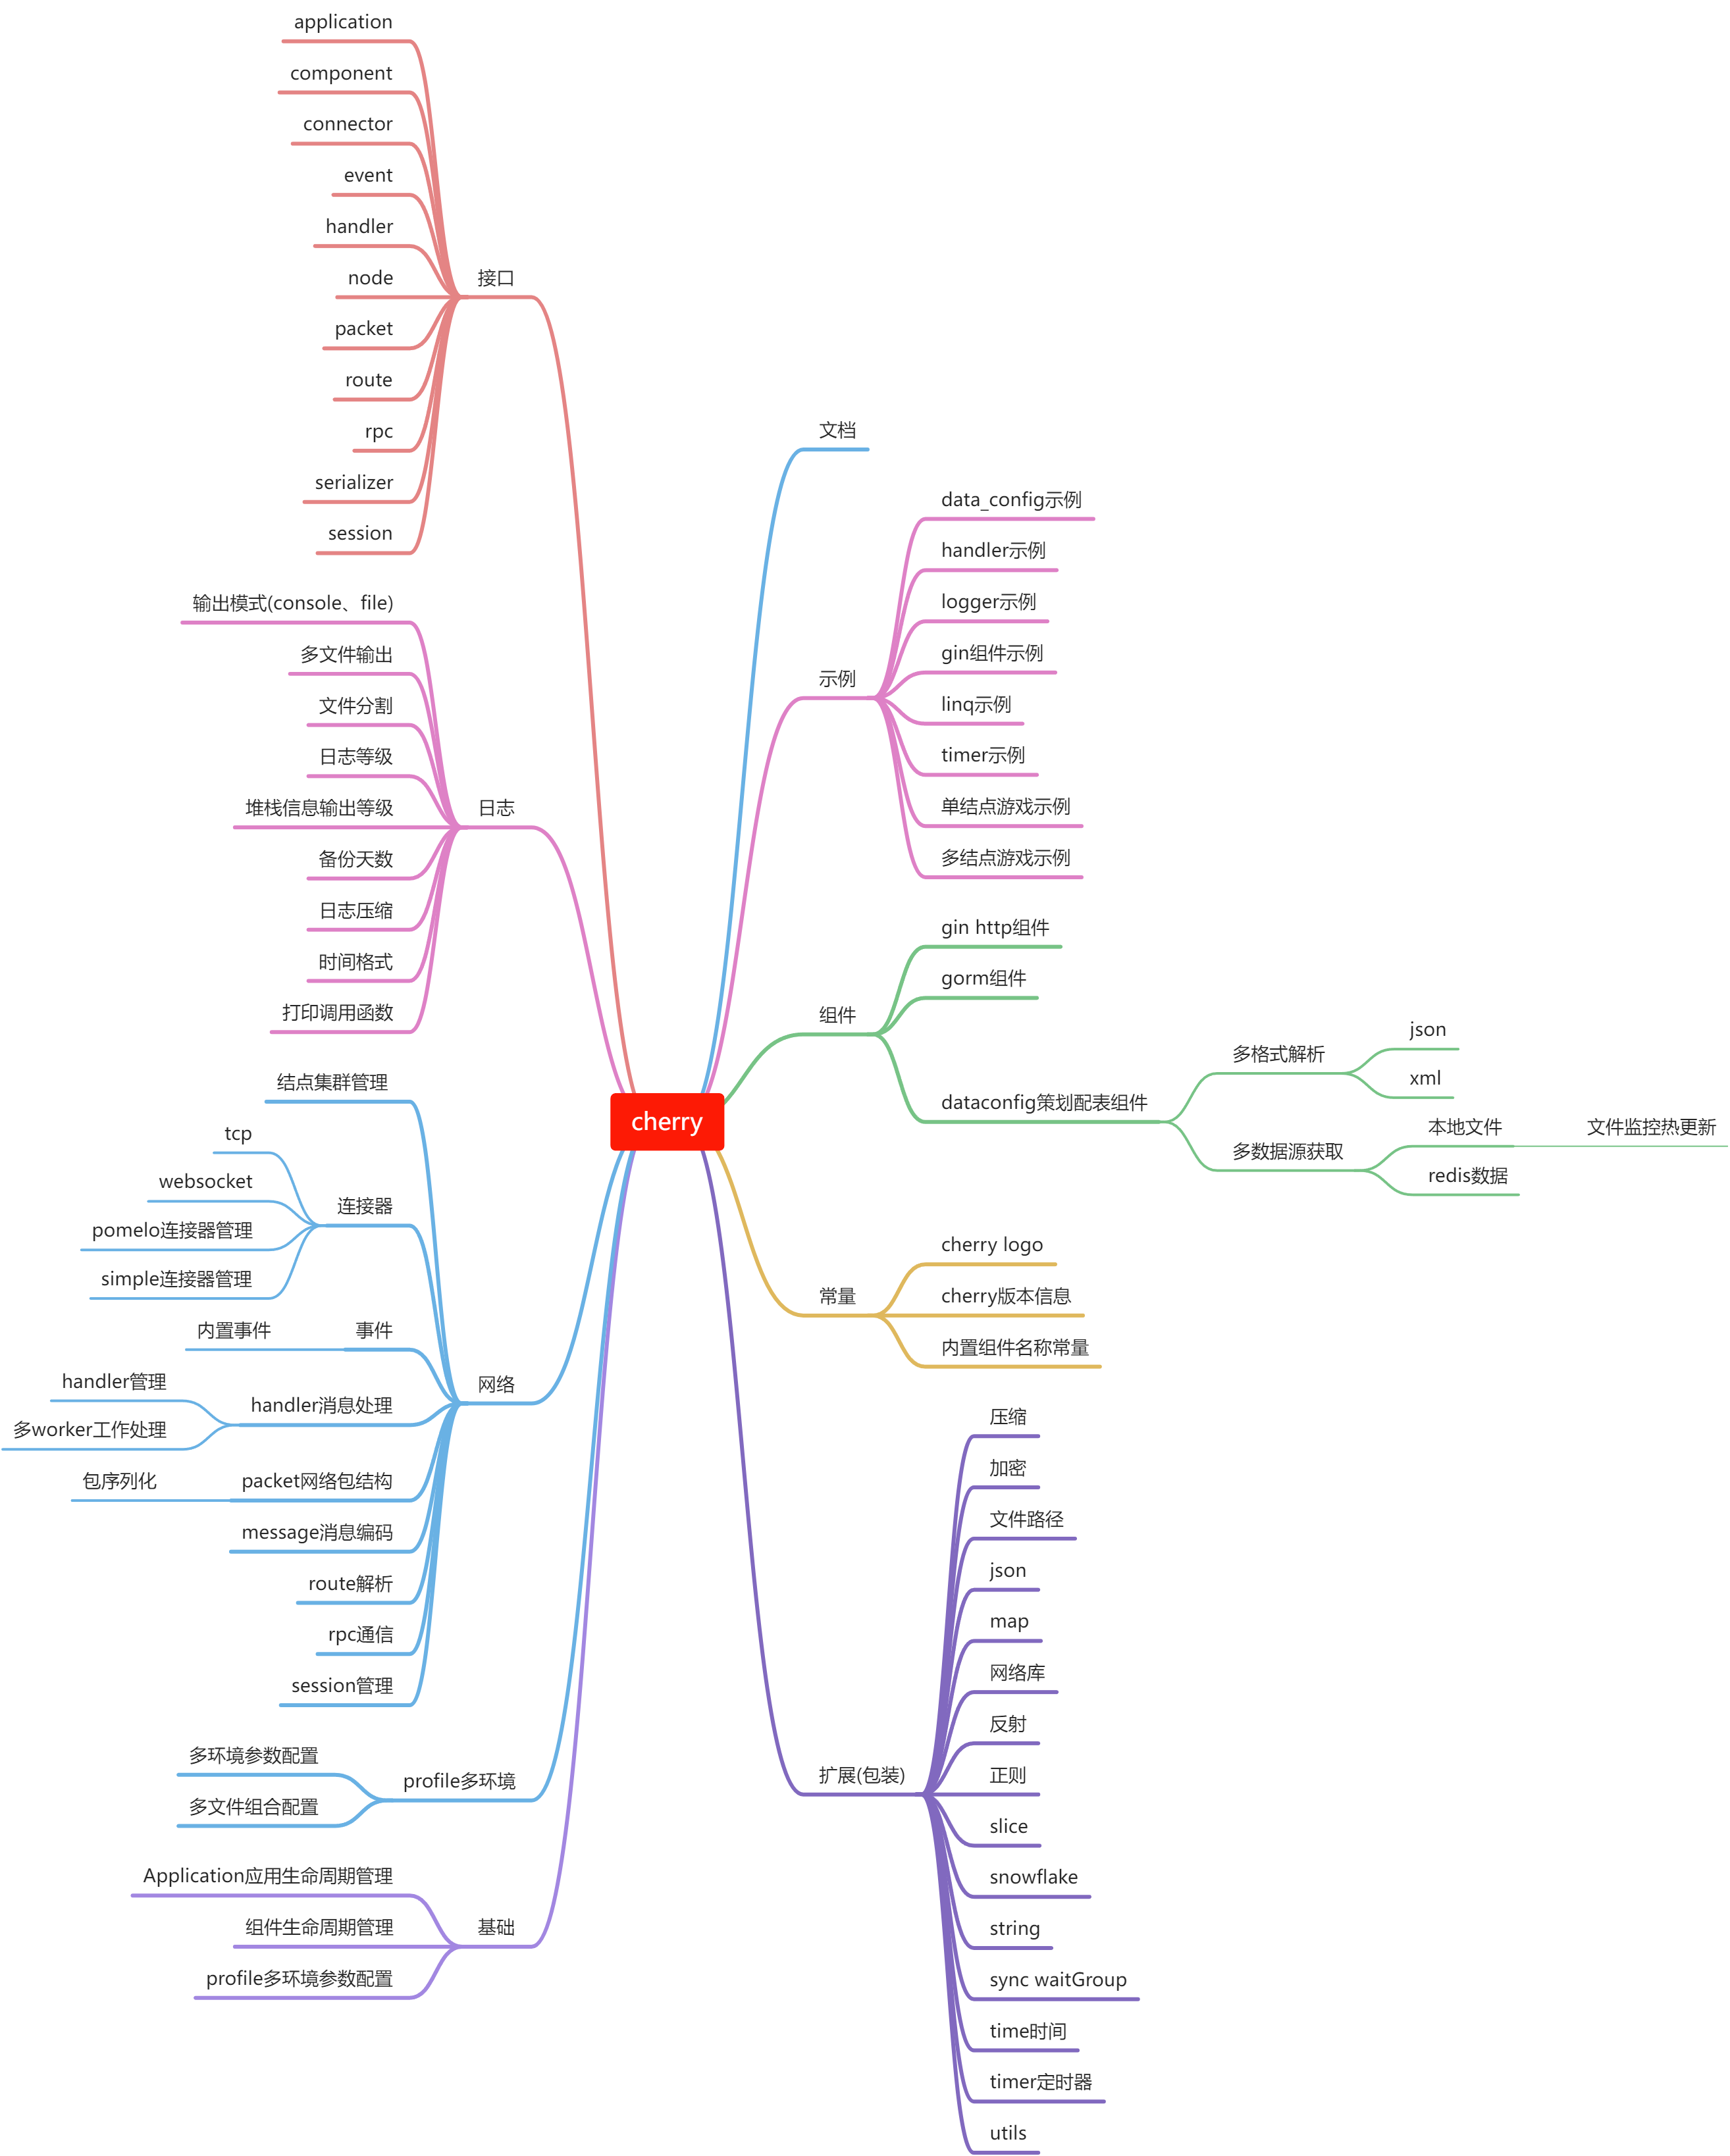 application
component
connector
event
handler
node
packet
route
rpc
serializer
session
接口
输出模式(console、file)
多文件输出
文件分割
日志等级
堆栈信息输出等级
备份天数
日志压缩
时间格式
打印调用函数
日志
结点集群管理
tcp
websocket
pomelo连接器管理
simple连接器管理
连接器
内置事件
事件
handler管理
多worker工作处理
handler消息处理
包序列化
packet网络包结构
message消息编码
route解析
rpc通信
session管理
网络
多环境参数配置
多文件组合配置
profile多环境
Application应用生命周期管理
组件生命周期管理
profile多环境参数配置
基础
cherry
文档
示例
data_config示例
handler示例
logger示例
gin组件示例
linq示例
timer示例
单结点游戏示例
多结点游戏示例
组件
gin http组件
gorm组件
dataconfig策划配表组件
多格式解析
json
xml
多数据源获取
本地文件
文件监控热更新
redis数据
常量
cherry logo
cherry版本信息
内置组件名称常量
扩展(包装)
压缩
加密
文件路径
json
map
网络库
反射
正则
slice
snowflake
string
sync waitGroup
time时间
timer定时器
utils